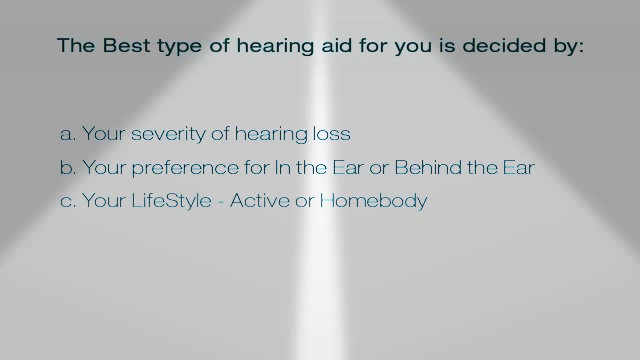 The Best type of hearing aid for you is decided by:
a. Your severity of hearing loss
b. Your preference for In the Ear or Behind the Ear
c. Your LifeStyle - Active or Homebody